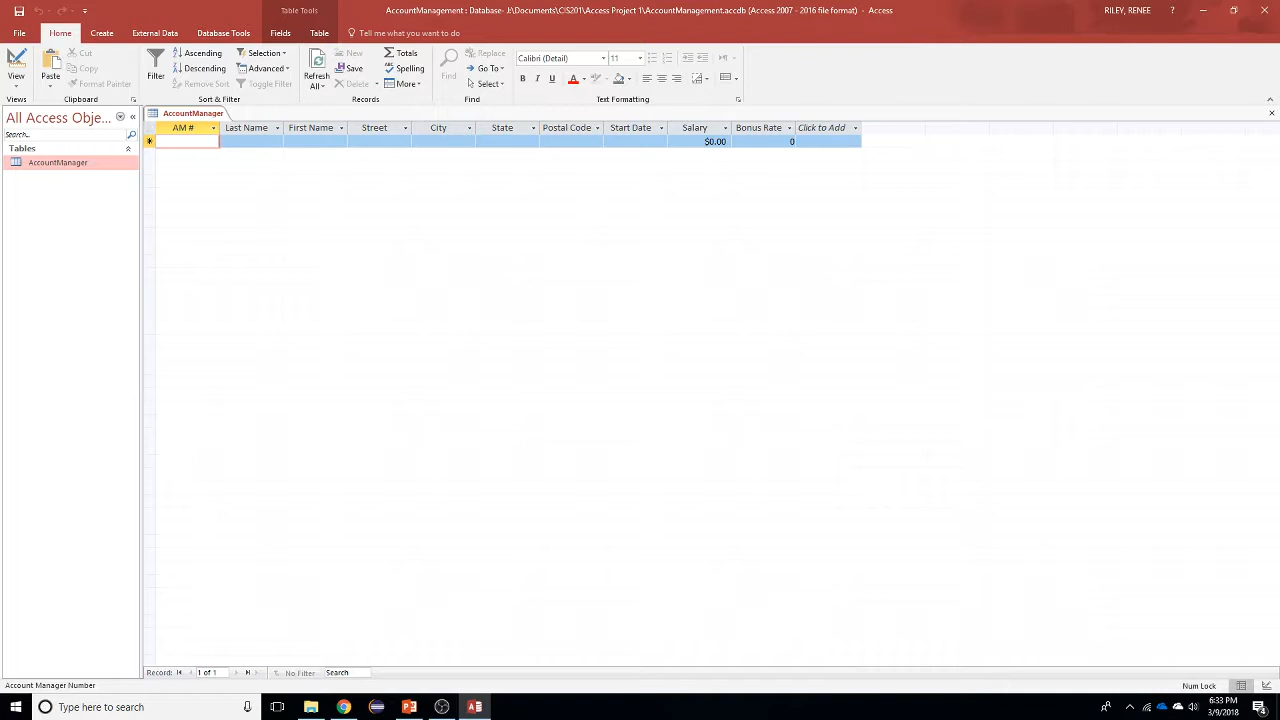 Table Tools
AccountManagement : Database- J:\Documents\CIS201\Access Project 1\AccountManagement.accdb (Access 2007 - 2016 file format) - Access
RILEY, RENEE
File Home Create External Data Database Tools Fields Table Tell me what you want to do
View
Views
Paste
Cut
Copy
Format Painter
Clipboard
Filter
Ascending
Descending
Remove Sort
Selection
Advanced
Toggle Filter
Sort & Filter
Refresh
All
New
Save
Delete
Totals
Spelling
More
Records
Find
Replace
Go To
Select
Find
Calibri (Detail) 11
B I U A
Text Formatting
All Access Obje...
Search...
Tables
AccountManager
AccountManager
AM # Last Name First Name Street City State Postal Code Start Date Salary Bonus Rate Click to Add
$0.00 0
Record: 1 of 1 No Filter Search
Account Manager Number
Num Lock
Type here to search
6:33 PM
3/9/2018